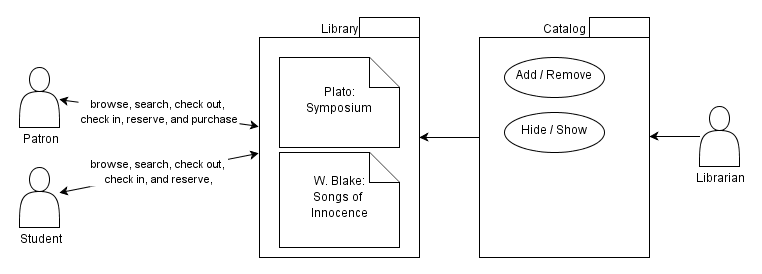 Library
Catalog
Plato:
Symposium
Add / Remove
browse, search, check out,
check in, reserve, and purchase
Patron
Hide / Show
browse, search, check out,
check in, and reserve,
W. Blake:
Songs of
Innocence
Librarian
Student